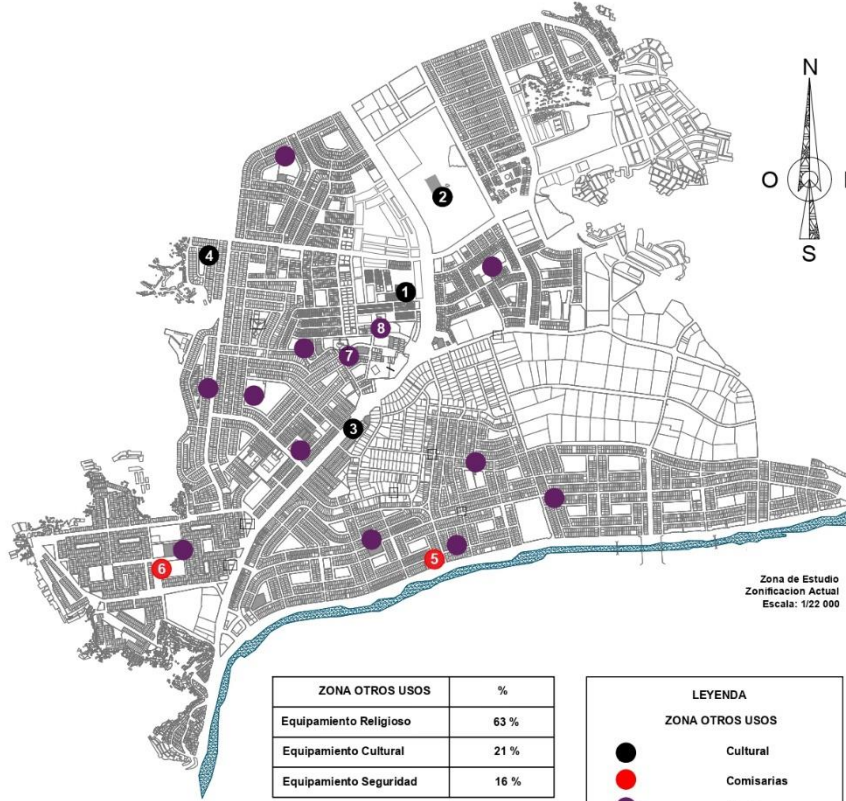 N
O
S
2
4
1
8
7
3
5
6
Zona de Estudio
Zonificacion Actual
Escala: 1/22 000
ZONA OTROS USOS %
Equipamiento Religioso 63 %
Equipamiento Cultural 21 %
Equipamiento Seguridad 16 %
LEYENDA
ZONA OTROS USOS
Cultural
Comisarias